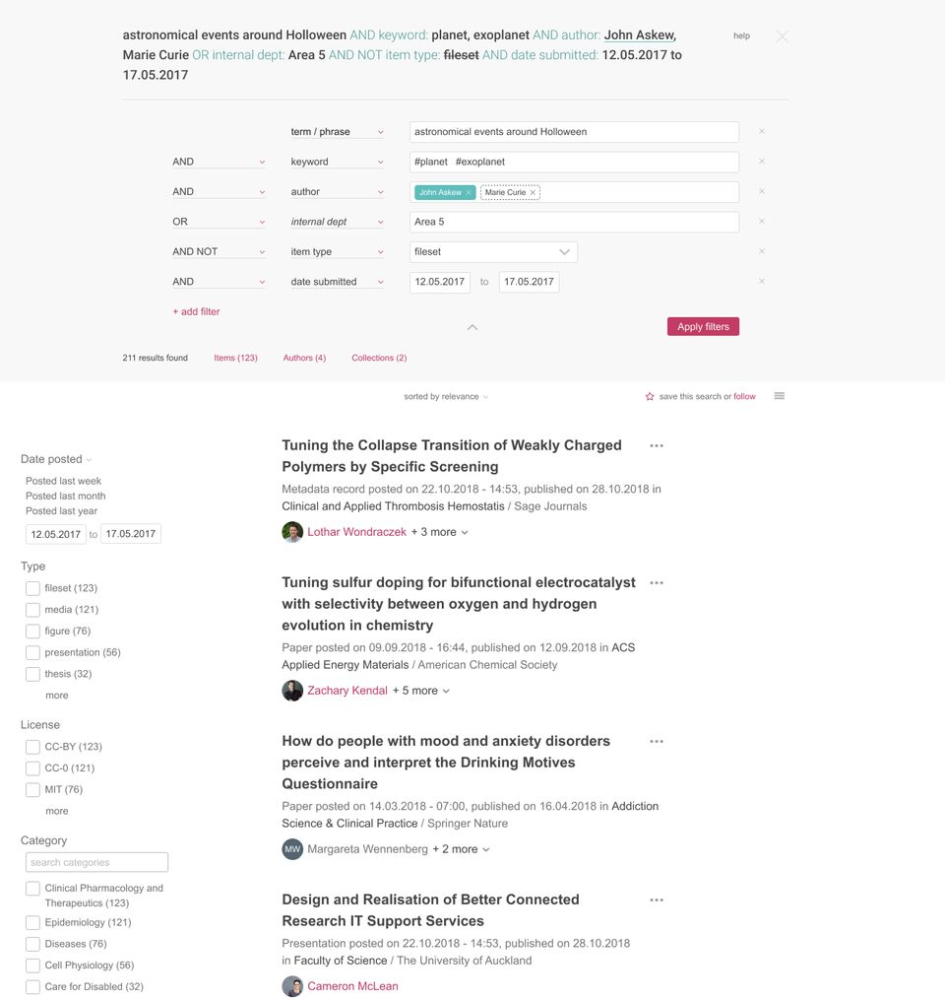 astronomical events around Holloween AND keyword: planet, exoplanet AND author: John Askew,
help
Marie Curie OR internal dept: Area 5 AND NOT item type: fileset AND date submitted: 12.05.2017 to
17.05.2017
term / phrase astronomical events around Holloween
AND keyword #planet #exoplanet
AND author John Askew Marie Curie
OR internal dept Area 5
AND NOT item type fileset
AND date submitted 12.05.2017 to 17.05.2017
+ add filter
Apply filters
211 results found Items (123) Authors (4) Collections (2)
sorted by relevance save this search or follow
Date posted
Posted last week
Posted last month
Posted last year
12.05.2017 to 17.05.2017
Type
fileset (123)
media (121)
figure (76)
presentation (56)
thesis (32)
more
License
CC-BY (123)
CC-0 (121)
MIT (76)
more
Category
search categories
Clinical Pharmacology and
Therapeutics (123)
Epidemiology (121)
Diseases (76)
Cell Physiology (56)
Care for Disabled (32)
Tuning the Collapse Transition of Weakly Charged
Polymers by Specific Screening
Metadata record posted on 22.10.2018 - 14:53, published on 28.10.2018 in
Clinical and Applied Thrombosis Hemostatis / Sage Journals
Lothar Wondraczek + 3 more
Tuning sulfur doping for bifunctional electrocatalyst
with selectivity between oxygen and hydrogen
evolution in chemistry
Paper posted on 09.09.2018 - 16:44, published on 12.09.2018 in ACS
Applied Energy Materials / American Chemical Society
Zachary Kendal + 5 more
How do people with mood and anxiety disorders
perceive and interpret the Drinking Motives
Questionnaire
Paper posted on 14.03.2018 - 07:00, published on 16.04.2018 in Addiction
Science & Clinical Practice / Springer Nature
MW Margareta Wennenberg + 2 more
Design and Realisation of Better Connected
Research IT Support Services
Presentation posted on 22.10.2018 - 14:53, published on 28.10.2018
in Faculty of Science / The University of Auckland
Cameron McLean